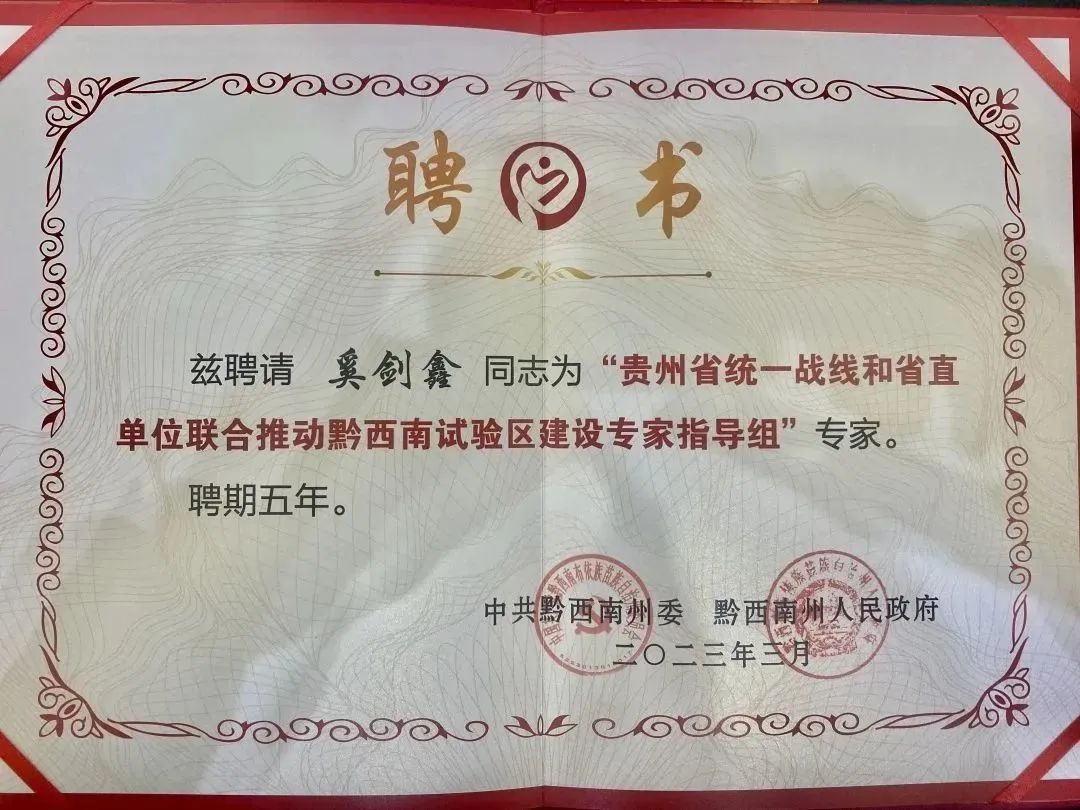 聘书
兹聘请 奚剑鑫 同志为“贵州省统一战线和省直
单位联合推动黔西南试验区建设专家指导组”专家。
聘期五年。
中共黔西南州委 黔西南州人民政府
二〇二三年三月